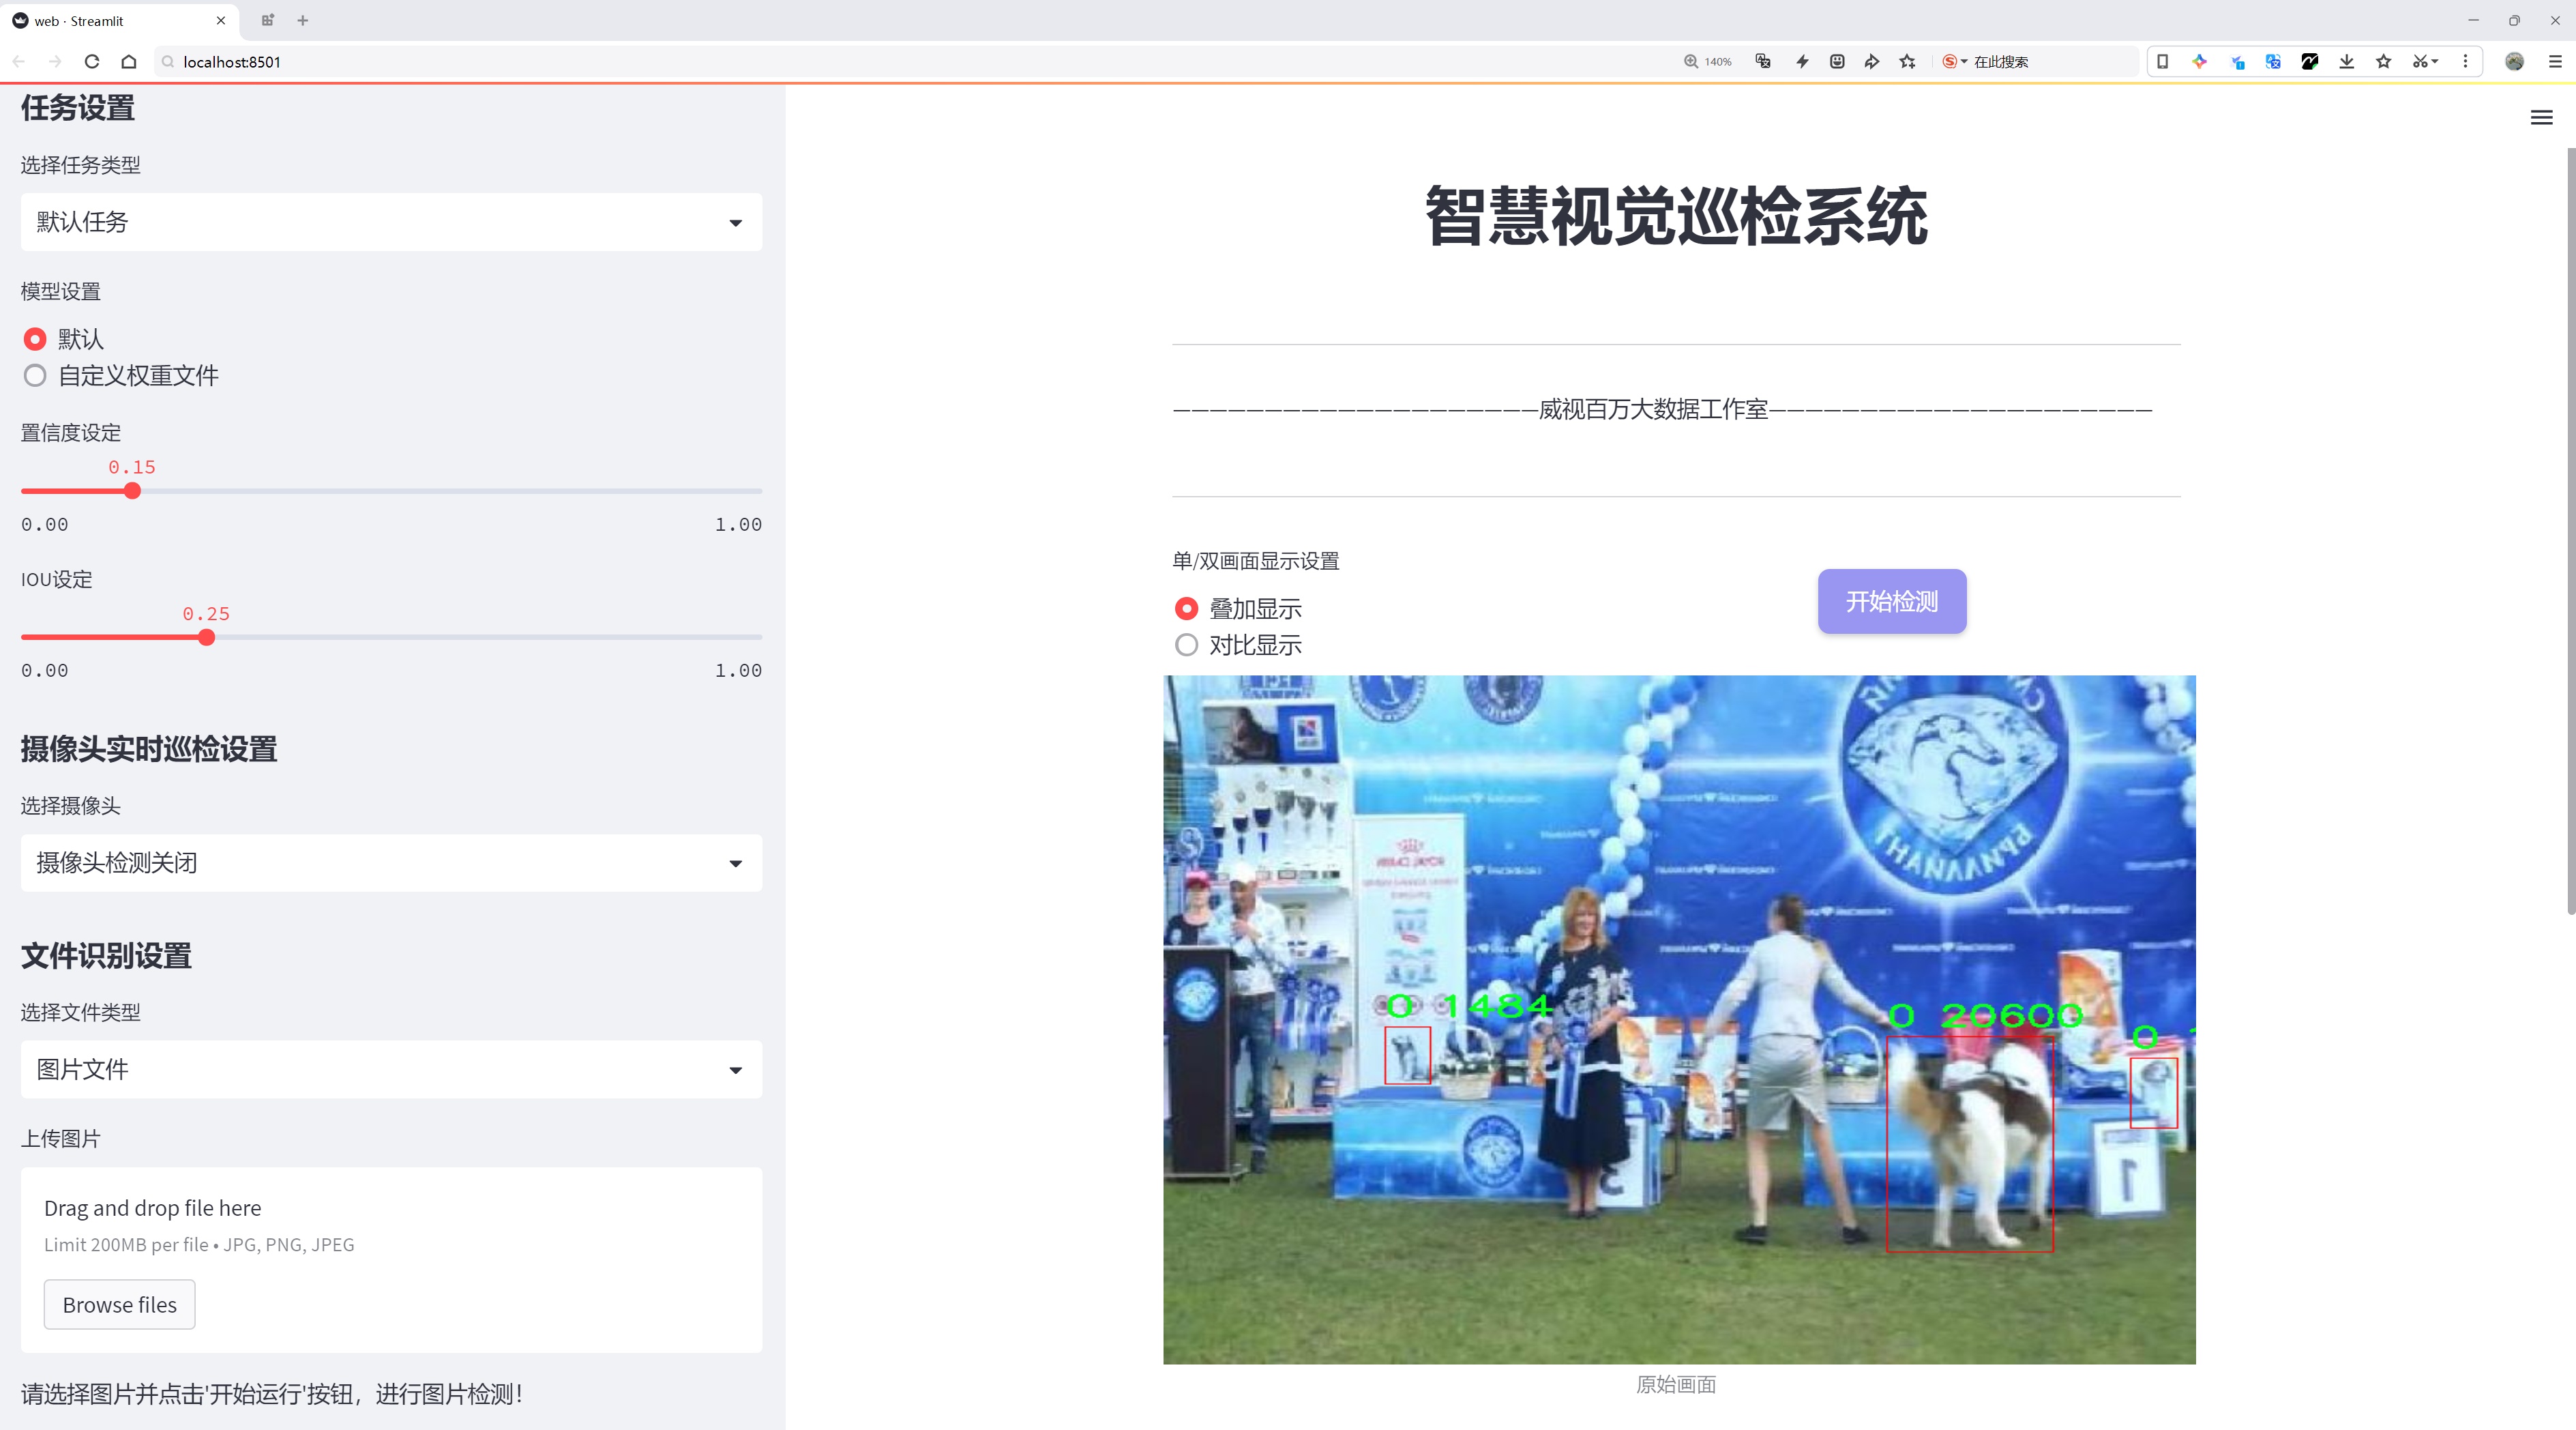 web · Streamlit
localhost:8501
140%
在此搜索
任务设置
选择任务类型
默认任务
模型设置
默认
自定义权重文件
置信度设定
0.15
0.00
1.00
IOU设定
0.25
0.00
1.00
摄像头实时巡检设置
选择摄像头
摄像头检测关闭
文件识别设置
选择文件类型
图片文件
上传图片
Drag and drop file here
Limit 200MB per file • JPG, PNG, JPEG
Browse files
请选择图片并点击'开始运行'按钮，进行图片检测！
智慧视觉巡检系统
————————————————————威视百万大数据工作室—————————————————————
单/双画面显示设置
叠加显示
对比显示
开始检测
0 1484
0 20600
0
1
原始画面